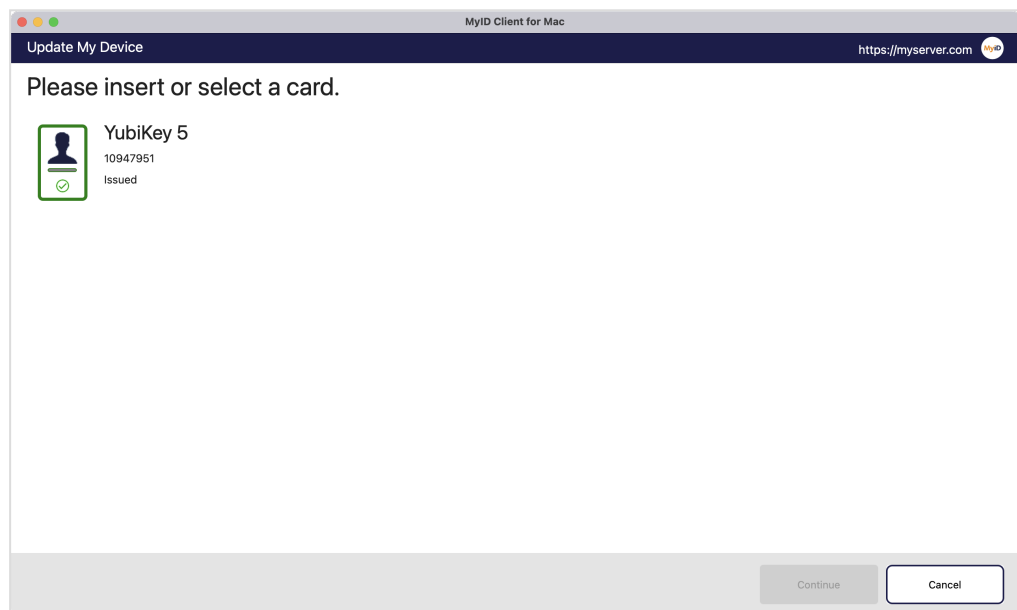 MyID Client for Mac
Update My Device
https://myserver.com
MyID
Please insert or select a card.
YubiKey 5
10947951
Issued
Continue
Cancel